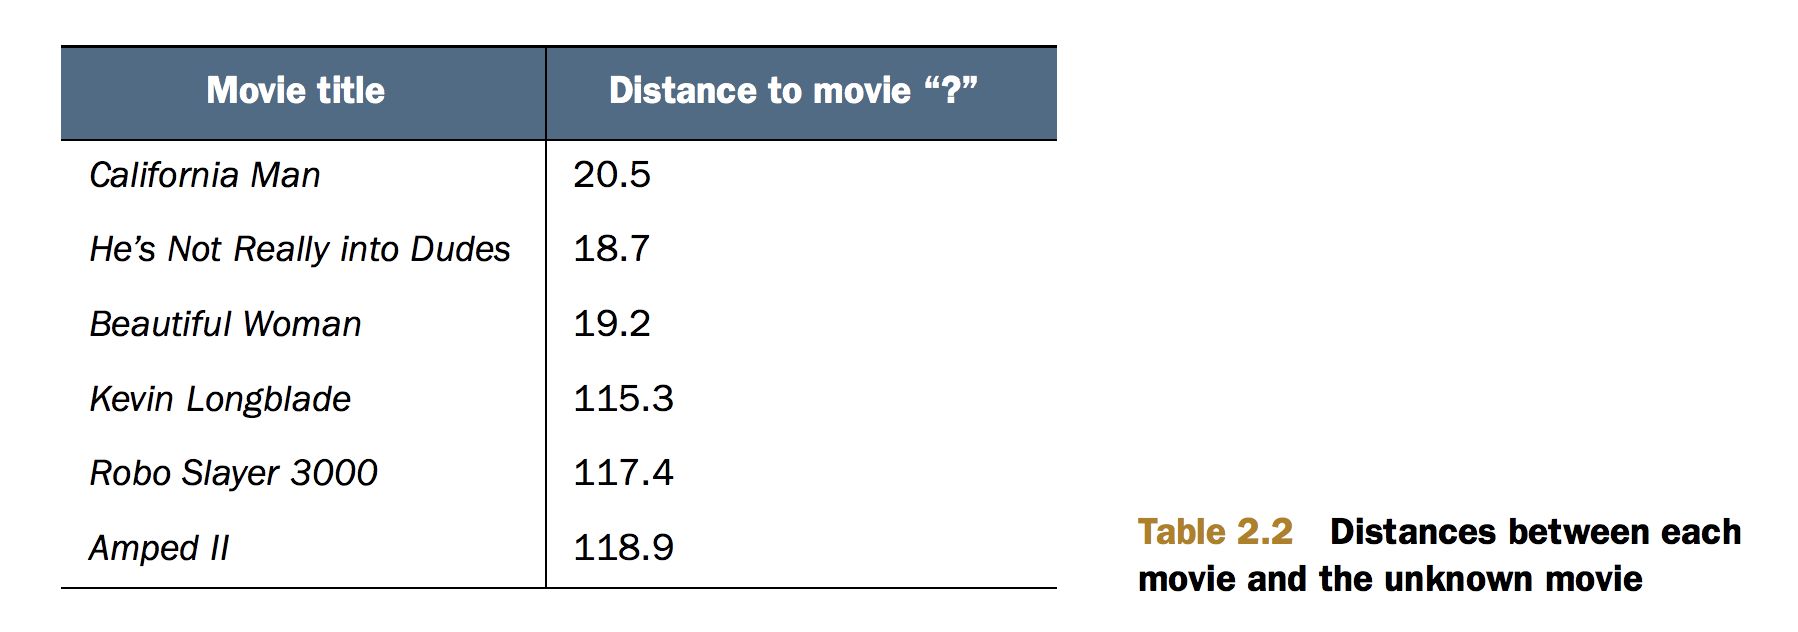 Movie title Distance to movie “?”
California Man 20.5
He’s Not Really into Dudes 18.7
Beautiful Woman 19.2
Kevin Longblade 115.3
Robo Slayer 3000 117.4
Amped II 118.9
Table 2.2 Distances between each
movie and the unknown movie